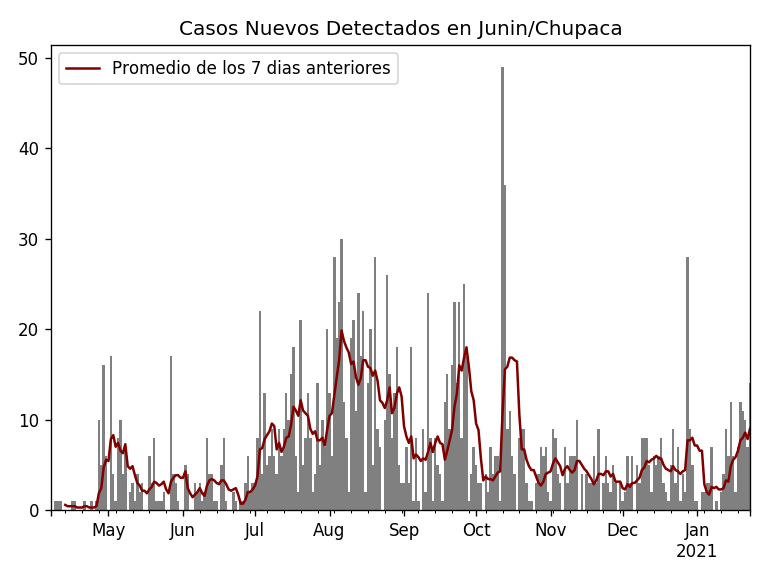 Casos Nuevos Detectados en Junin/Chupaca
Promedio de los 7 dias anteriores
50
40
30
20
10
0
May Jun Jul Aug Sep Oct Nov Dec Jan
2021